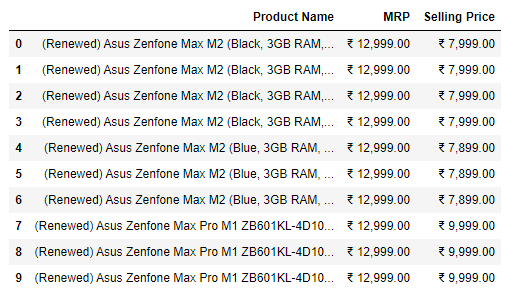 Product Name MRP Selling Price
0 (Renewed) Asus Zenfone Max M2 (Black, 3GB RAM,... ₹ 12,999.00 ₹ 7,999.00
1 (Renewed) Asus Zenfone Max M2 (Black, 3GB RAM,... ₹ 12,999.00 ₹ 7,999.00
2 (Renewed) Asus Zenfone Max M2 (Black, 3GB RAM,... ₹ 12,999.00 ₹ 7,999.00
3 (Renewed) Asus Zenfone Max M2 (Black, 3GB RAM,... ₹ 12,999.00 ₹ 7,999.00
4 (Renewed) Asus Zenfone Max M2 (Blue, 3GB RAM, ... ₹ 12,999.00 ₹ 7,899.00
5 (Renewed) Asus Zenfone Max M2 (Blue, 3GB RAM, ... ₹ 12,999.00 ₹ 7,899.00
6 (Renewed) Asus Zenfone Max M2 (Blue, 3GB RAM, ... ₹ 12,999.00 ₹ 7,899.00
7 (Renewed) Asus Zenfone Max Pro M1 ZB601KL-4D10... ₹ 12,999.00 ₹ 9,999.00
8 (Renewed) Asus Zenfone Max Pro M1 ZB601KL-4D10... ₹ 12,999.00 ₹ 9,999.00
9 (Renewed) Asus Zenfone Max Pro M1 ZB601KL-4D10... ₹ 12,999.00 ₹ 9,999.00